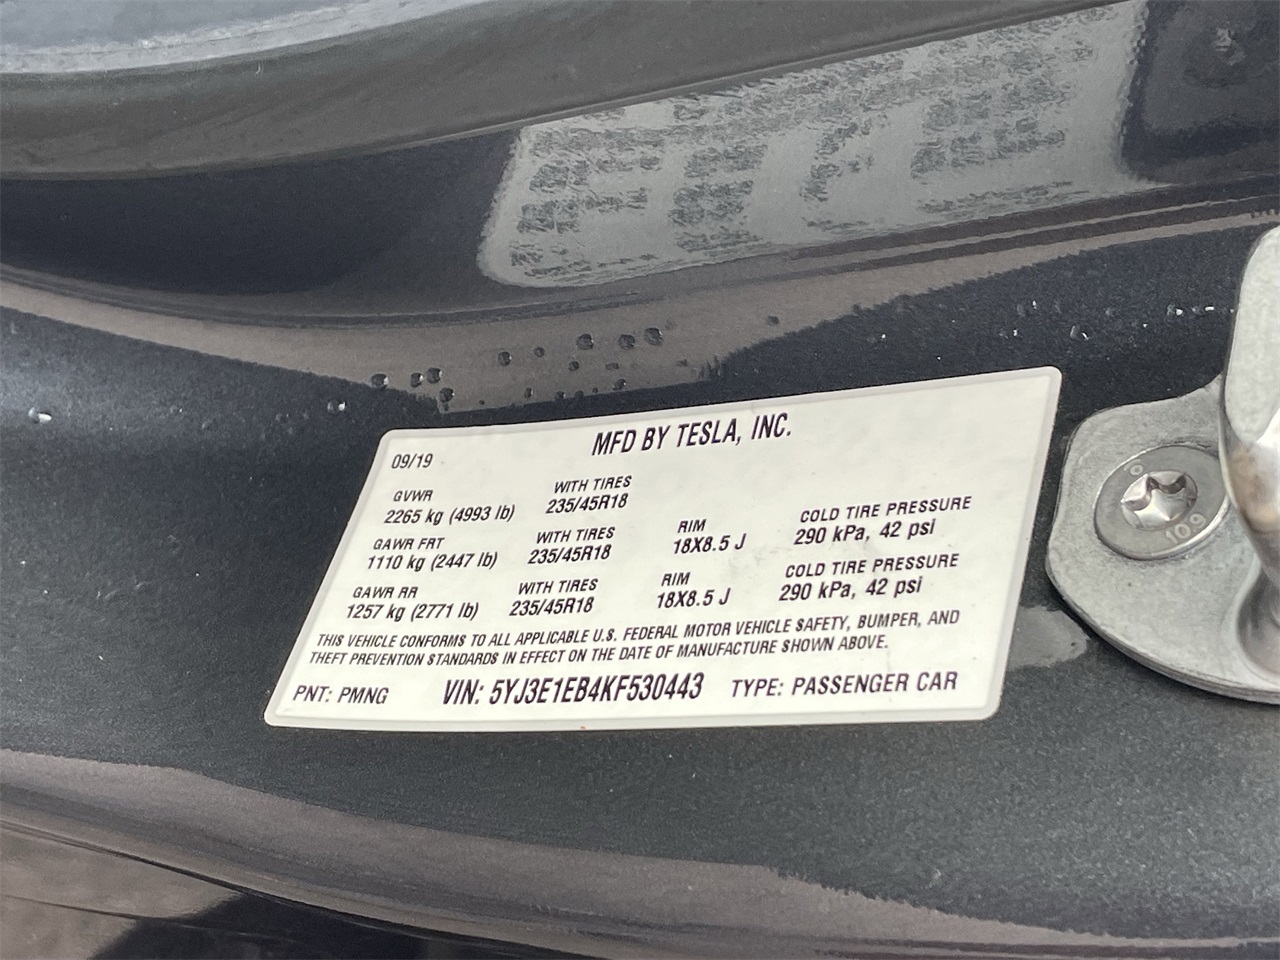 MFD BY TESLA, INC.
09/19
GVWR WITH TIRES
2265 kg (4993 lb) 235/45R18
GAWR FRT WITH TIRES RIM COLD TIRE PRESSURE
1110 kg (2447 lb) 235/45R18 18X8.5 J 290 kPa, 42 psi
GAWR RR WITH TIRES RIM COLD TIRE PRESSURE
1257 kg (2771 lb) 235/45R18 18X8.5 J 290 kPa, 42 psi
THIS VEHICLE CONFORMS TO ALL APPLICABLE U.S. FEDERAL MOTOR VEHICLE SAFETY, BUMPER, AND
THEFT PREVENTION STANDARDS IN EFFECT ON THE DATE OF MANUFACTURE SHOWN ABOVE.
PNT: PMNG VIN: 5YJ3E1EB4KF530443 TYPE: PASSENGER CAR
109